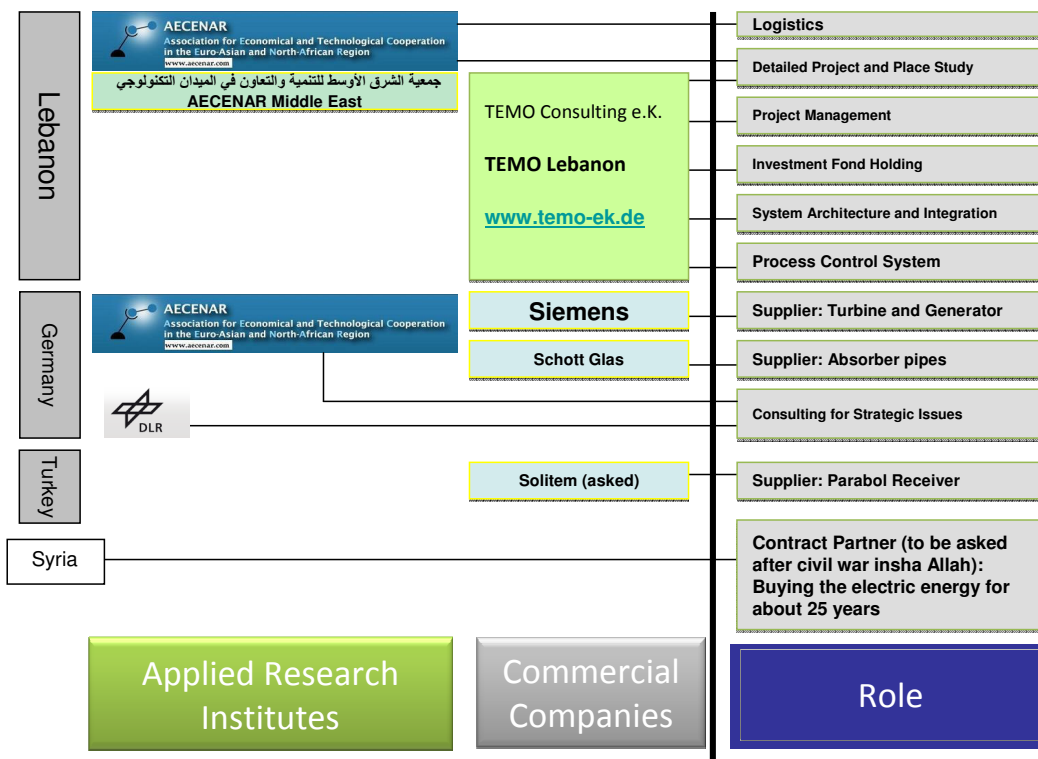 Lebanon
AECENAR
Association for Economical and Technological Cooperation
in the Euro-Asian and North-African Region
www.aecenar.com
جمعية الشرق الأوسط للتنمية والتعاون في الميدان التكنولوجي
AECENAR Middle East
TEMO Consulting e.K.
TEMO Lebanon
www.temo-ek.de
Logistics
Detailed Project and Place Study
Project Management
Investment Fond Holding
System Architecture and Integration
Process Control System
Germany
AECENAR
Association for Economical and Technological Cooperation
in the Euro-Asian and North-African Region
www.aecenar.com
DLR
Siemens
Schott Glas
Supplier: Turbine and Generator
Supplier: Absorber pipes
Consulting for Strategic Issues
Turkey
Solitem (asked)
Supplier: Parabol Receiver
Syria
Contract Partner (to be asked
after civil war insha Allah):
Buying the electric energy for
about 25 years
Applied Research
Institutes
Commercial
Companies
Role